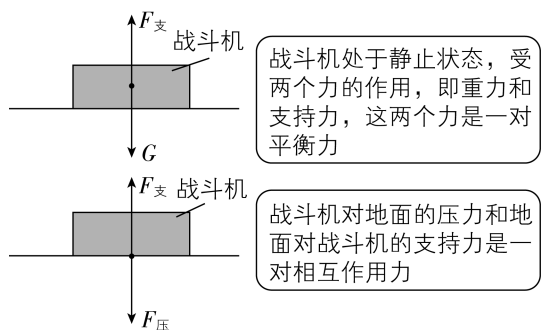 F支
战斗机
战斗机处于静止状态，受
两个力的作用，即重力和
支持力，这两个力是一对
平衡力
G
F支
战斗机
战斗机对地面的压力和地
面对战斗机的支持力是一
对相互作用力
F压